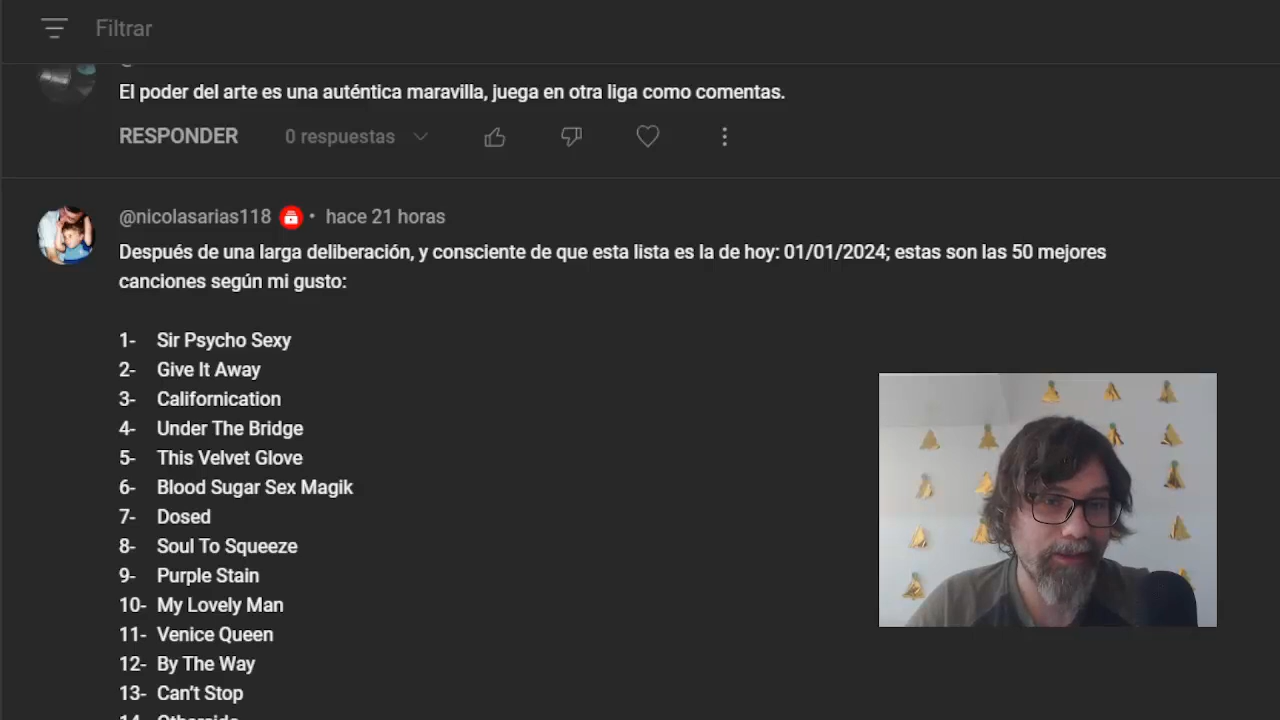 Filtrar
El poder del arte es una auténtica maravilla, juega en otra liga como comentas.
RESPONDER 0 respuestas
@nicolasarias118 • hace 21 horas
Después de una larga deliberación, y consciente de que esta lista es la de hoy: 01/01/2024; estas son las 50 mejores
canciones según mi gusto:
1- Sir Psycho Sexy
2- Give It Away
3- Californication
4- Under The Bridge
5- This Velvet Glove
6- Blood Sugar Sex Magik
7- Dosed
8- Soul To Squeeze
9- Purple Stain
10- My Lovely Man
11- Venice Queen
12- By The Way
13- Can't Stop
14- Otherside